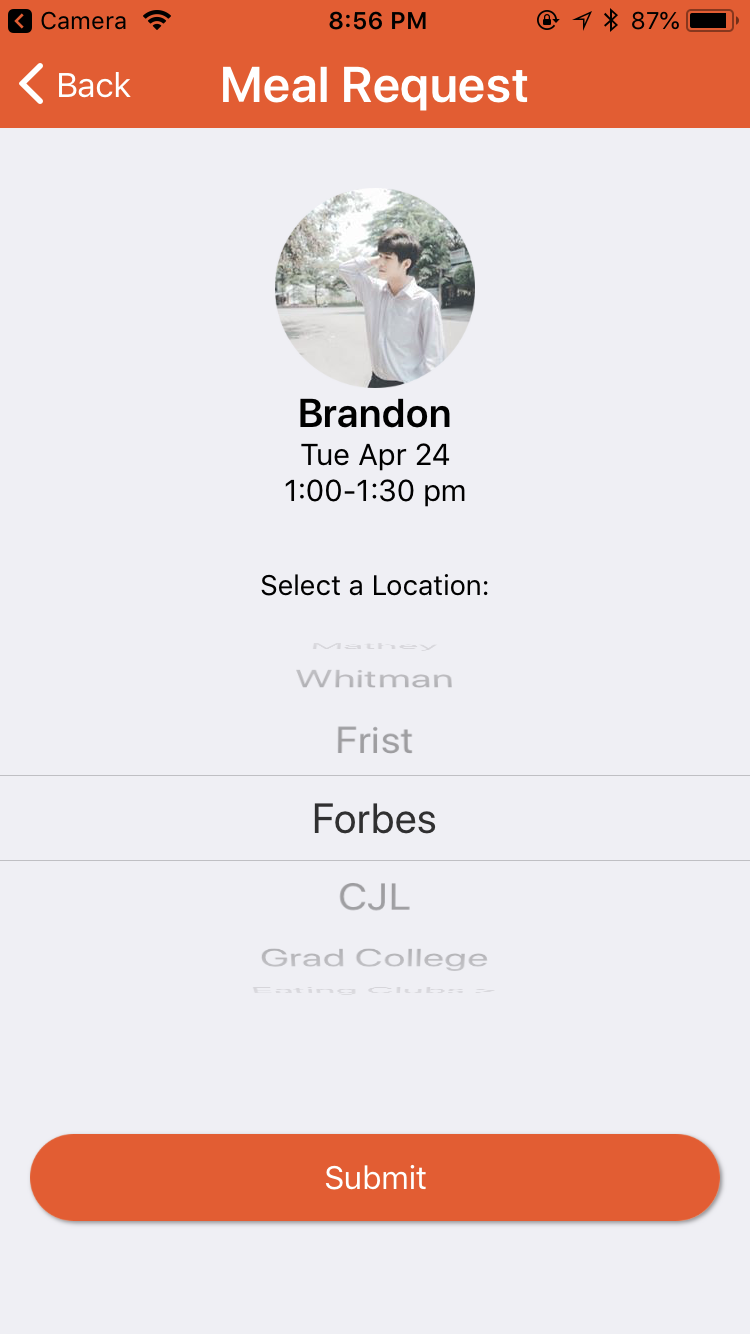 Camera 8:56 PM 87%
Back Meal Request
Brandon
Tue Apr 24
1:00-1:30 pm
Select a Location:
Mathey
Whitman
Frist
Forbes
CJL
Grad College
Eating Clubs >
Submit